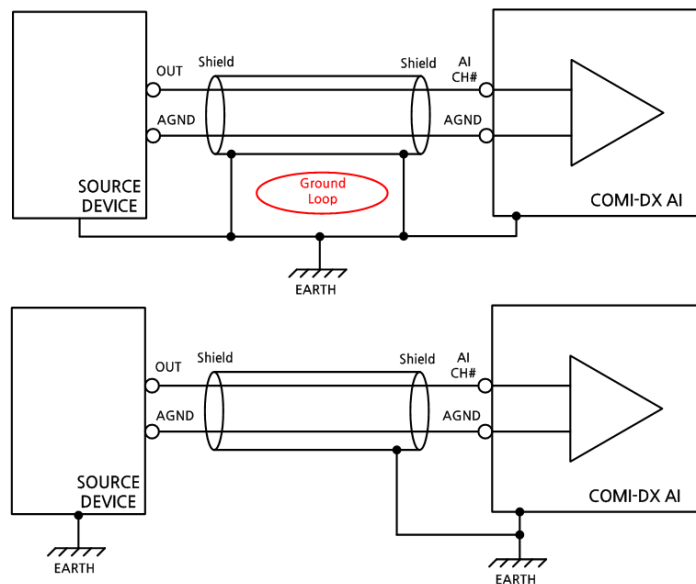 OUT
Shield
Shield
AI
CH#
AGND
AGND
SOURCE
DEVICE
Ground
Loop
COMI-DX AI
EARTH
OUT
Shield
Shield
AI
CH#
AGND
AGND
SOURCE
DEVICE
COMI-DX AI
EARTH
EARTH